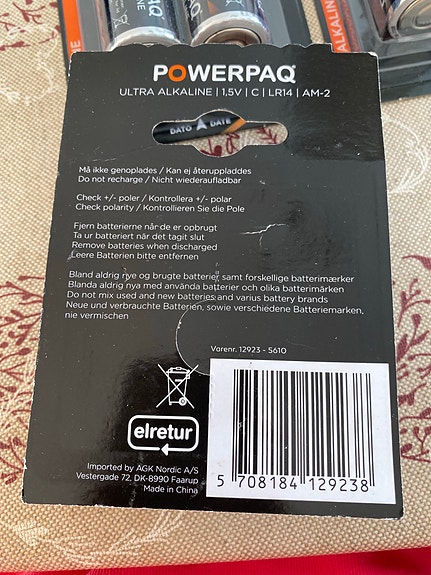 POWERPAQ
ULTRA ALKALINE | 1,5V | C | LR14 | AM-2
DATO DATE
Må ikke genoplades / Kan ej återuppladdes
Do not recharge / Nicht wiederaufladbar
Check +/- poler / Kontrollera +/- polar
Check polarity / Kontrollieren Sie die Pole
Fjern batterierne når de er opbrugt
Ta ur batteriert når det tagit slut
Remove batteries when discharged
Leere Batterien bitte entfernen
Bland aldrig nye og brugte batterier, samt forskellige batterimærker
Blanda aldrig nya med använda batterier och olika batterimärken
Do not mix used and new batteries and varius battery brands
Neue und verbrauchte Batterien, sowie verschiedene Batteriemarken,
nie vermischen
Varenr. 12923 - 5610
elretur
Imported by AGK Nordic A/S
Vestergade 72, DK-8990 Faarup
Made in China
5 708184 129238